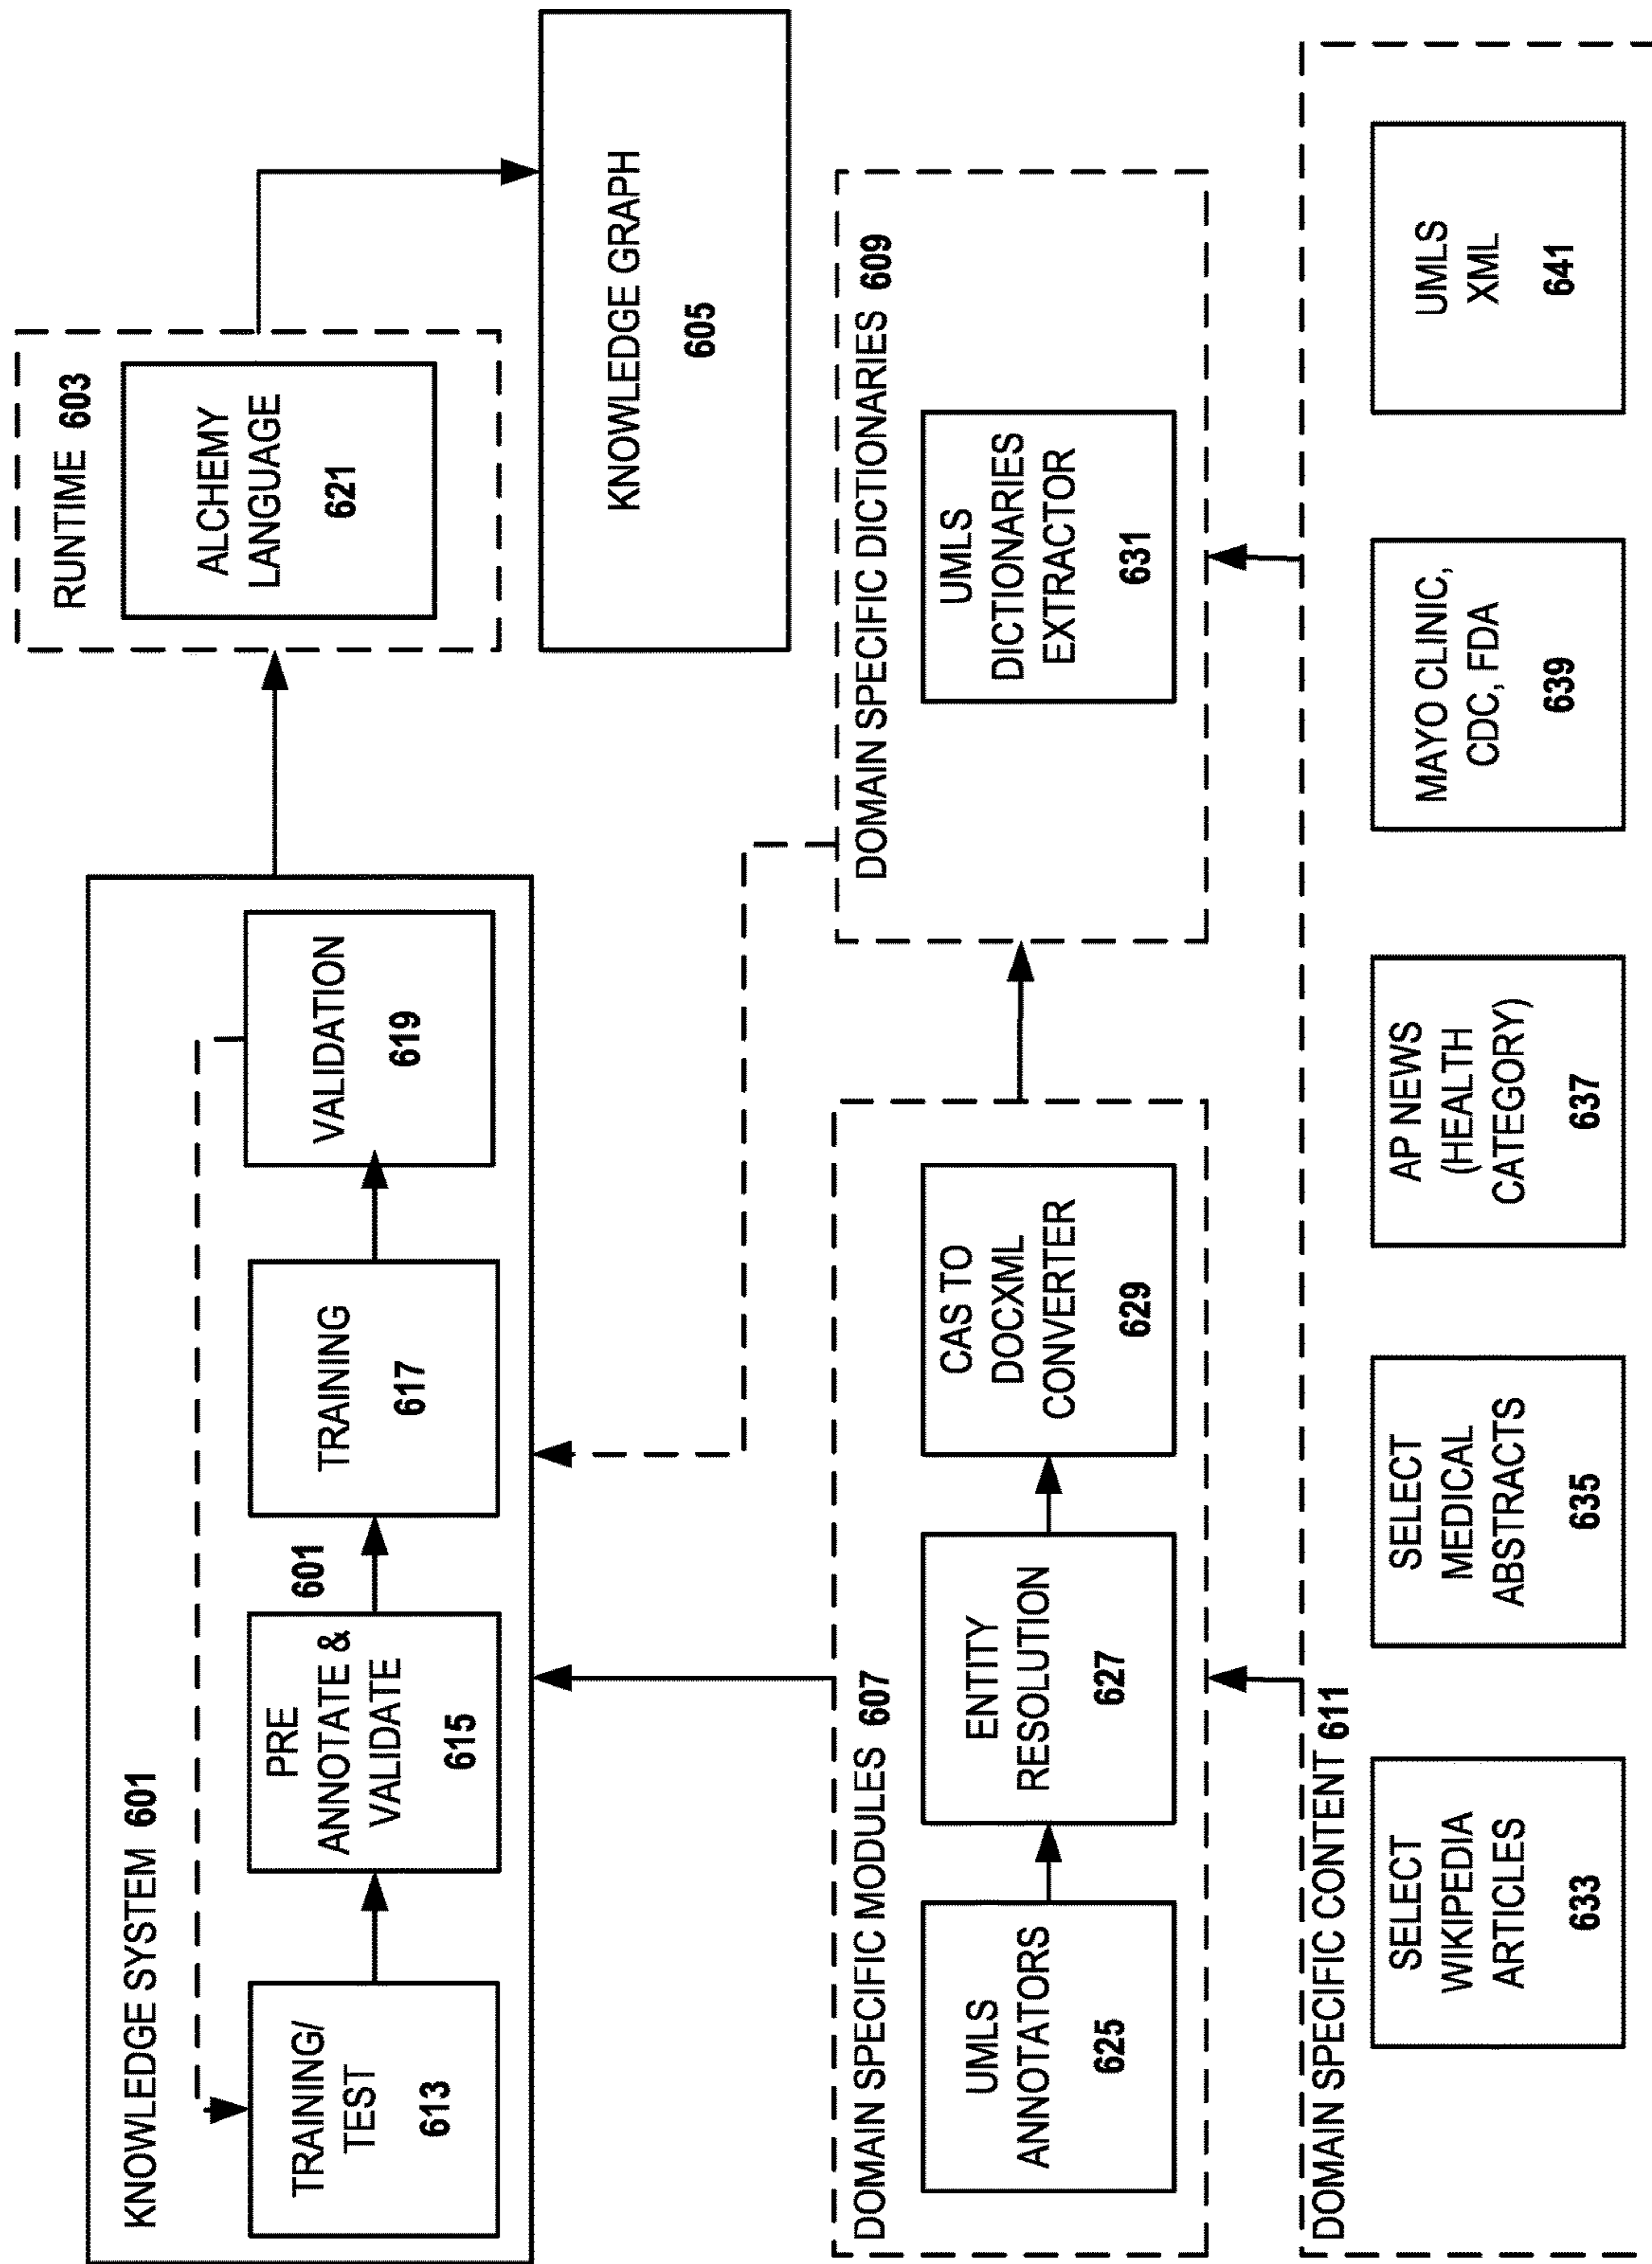 KNOWLEDGE SYSTEM 601
TRAINING/
TEST
613
PRE
ANNOTATE &
VALIDATE
615
601
TRAINING
617
VALIDATION
619
RUNTIME 603
ALCHEMY
LANGUAGE
621
KNOWLEDGE GRAPH
605
DOMAIN SPECIFIC MODULES 607
UMLS
ANNOTATORS
625
ENTITY
RESOLUTION
627
CAS TO
DOCXML
CONVERTER
629
DOMAIN SPECIFIC DICTIONARIES 609
UMLS
DICTIONARIES
EXTRACTOR
631
DOMAIN SPECIFIC CONTENT 611
SELECT
WIKIPEDIA
ARTICLES
633
SELECT
MEDICAL
ABSTRACTS
635
AP NEWS
(HEALTH
CATEGORY)
637
MAYO CLINIC,
CDC, FDA
639
UMLS
XML
641